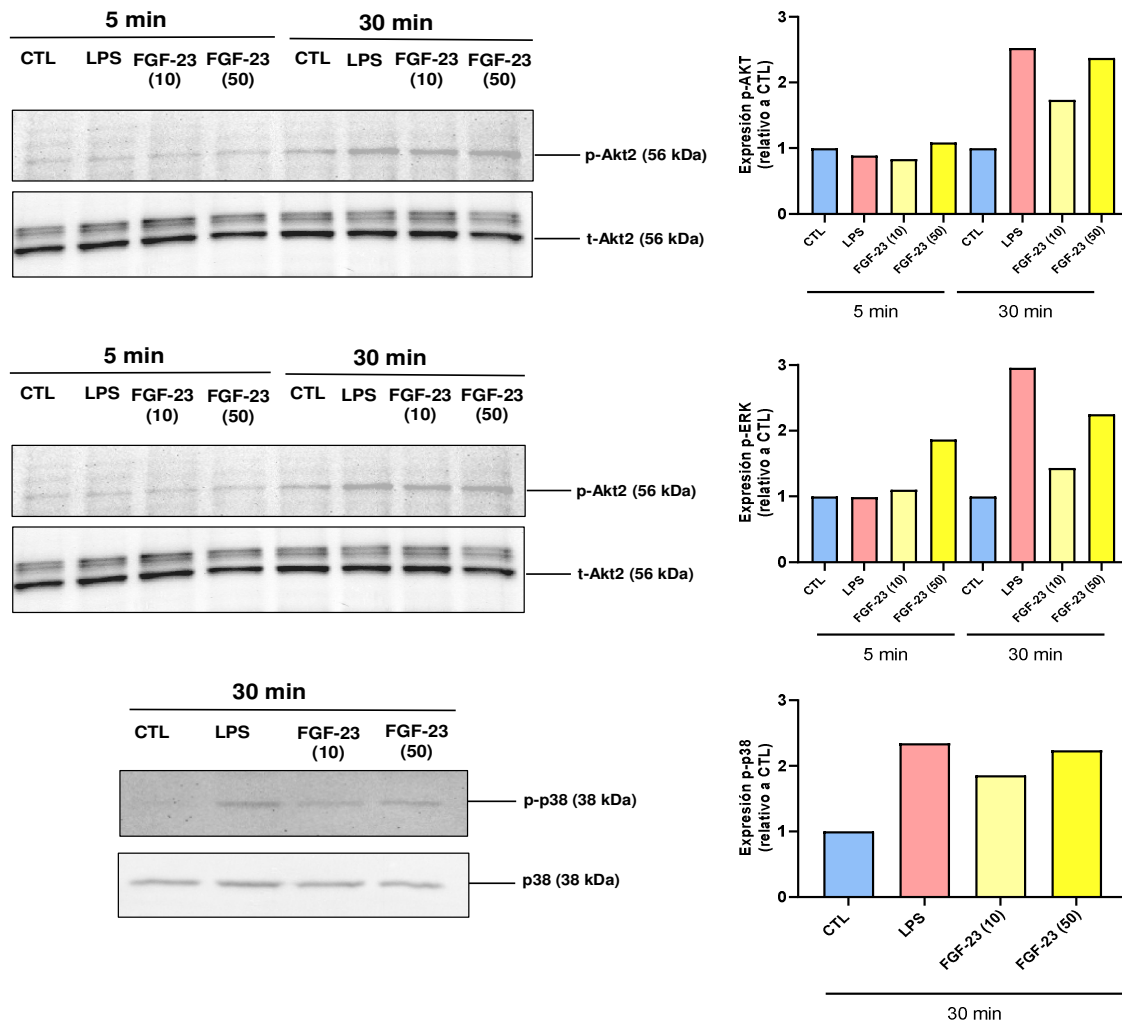 5 min 30 min
CTL LPS FGF-23 (10) FGF-23 (50) CTL LPS FGF-23 (10) FGF-23 (50)
p-Akt2 (56 kDa)
t-Akt2 (56 kDa)
Expresión p-AKT
(relativo a CTL)
3
2
1
0
CTL LPS FGF-23 (10) FGF-23 (50) CTL LPS FGF-23 (10) FGF-23 (50)
5 min 30 min
5 min 30 min
CTL LPS FGF-23 (10) FGF-23 (50) CTL LPS FGF-23 (10) FGF-23 (50)
p-Akt2 (56 kDa)
t-Akt2 (56 kDa)
Expresión p-ERK
(relativo a CTL)
3
2
1
0
CTL LPS FGF-23 (10) FGF-23 (50) CTL LPS FGF-23 (10) FGF-23 (50)
5 min 30 min
30 min
CTL LPS FGF-23 (10) FGF-23 (50)
p-p38 (38 kDa)
p38 (38 kDa)
Expresión p-p38
(relativo a CTL)
3
2
1
0
CTL LPS FGF-23 (10) FGF-23 (50)
30 min